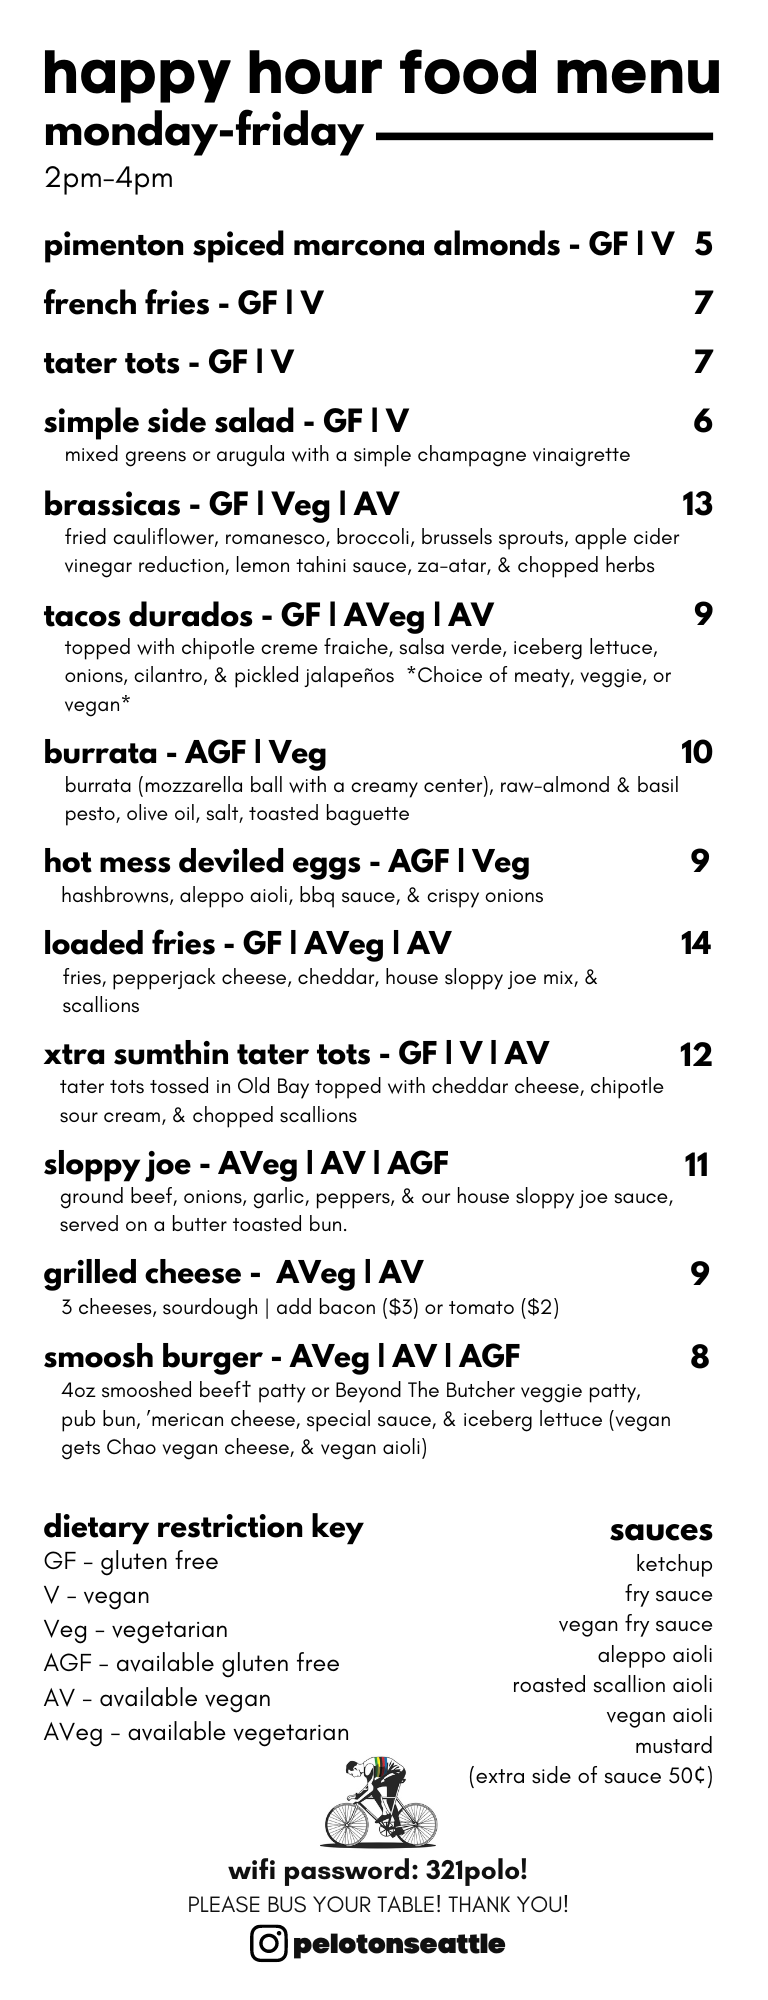 happy hour food menu
monday-friday
2pm-4pm
pimenton spiced marcona almonds - GF | V 5
french fries - GF | V 7
tater tots - GF | V 7
simple side salad - GF | V 6
mixed greens or arugula with a simple champagne vinaigrette
brassicas - GF | Veg | AV 13
fried cauliflower, romanesco, broccoli, brussels sprouts, apple cider
vinegar reduction, lemon tahini sauce, za-atar, & chopped herbs
tacos durados - GF | AVeg | AV 9
topped with chipotle creme fraiche, salsa verde, iceberg lettuce,
onions, cilantro, & pickled jalapeños *Choice of meaty, veggie, or
vegan*
burrata - AGF | Veg 10
burrata (mozzarella ball with a creamy center), raw-almond & basil
pesto, olive oil, salt, toasted baguette
hot mess deviled eggs - AGF | Veg 9
hashbrowns, aleppo aioli, bbq sauce, & crispy onions
loaded fries - GF | AVeg | AV 14
fries, pepperjack cheese, cheddar, house sloppy joe mix, &
scallions
xtra sumthin tater tots - GF | V | AV 12
tater tots tossed in Old Bay topped with cheddar cheese, chipotle
sour cream, & chopped scallions
sloppy joe - AVeg | AV | AGF 11
ground beef, onions, garlic, peppers, & our house sloppy joe sauce,
served on a butter toasted bun.
grilled cheese - AVeg | AV 9
3 cheeses, sourdough | add bacon ($3) or tomato ($2)
smoosh burger - AVeg | AV | AGF 8
4oz smooshed beef† patty or Beyond The Butcher veggie patty,
pub bun, ’merican cheese, special sauce, & iceberg lettuce (vegan
gets Chao vegan cheese, & vegan aioli)
dietary restriction key
GF - gluten free
V - vegan
Veg - vegetarian
AGF - available gluten free
AV - available vegan
AVeg - available vegetarian
sauces
ketchup
fry sauce
vegan fry sauce
aleppo aioli
roasted scallion aioli
vegan aioli
mustard
(extra side of sauce 50¢)
wifi password: 321polo!
PLEASE BUS YOUR TABLE! THANK YOU!
pelotonseattle